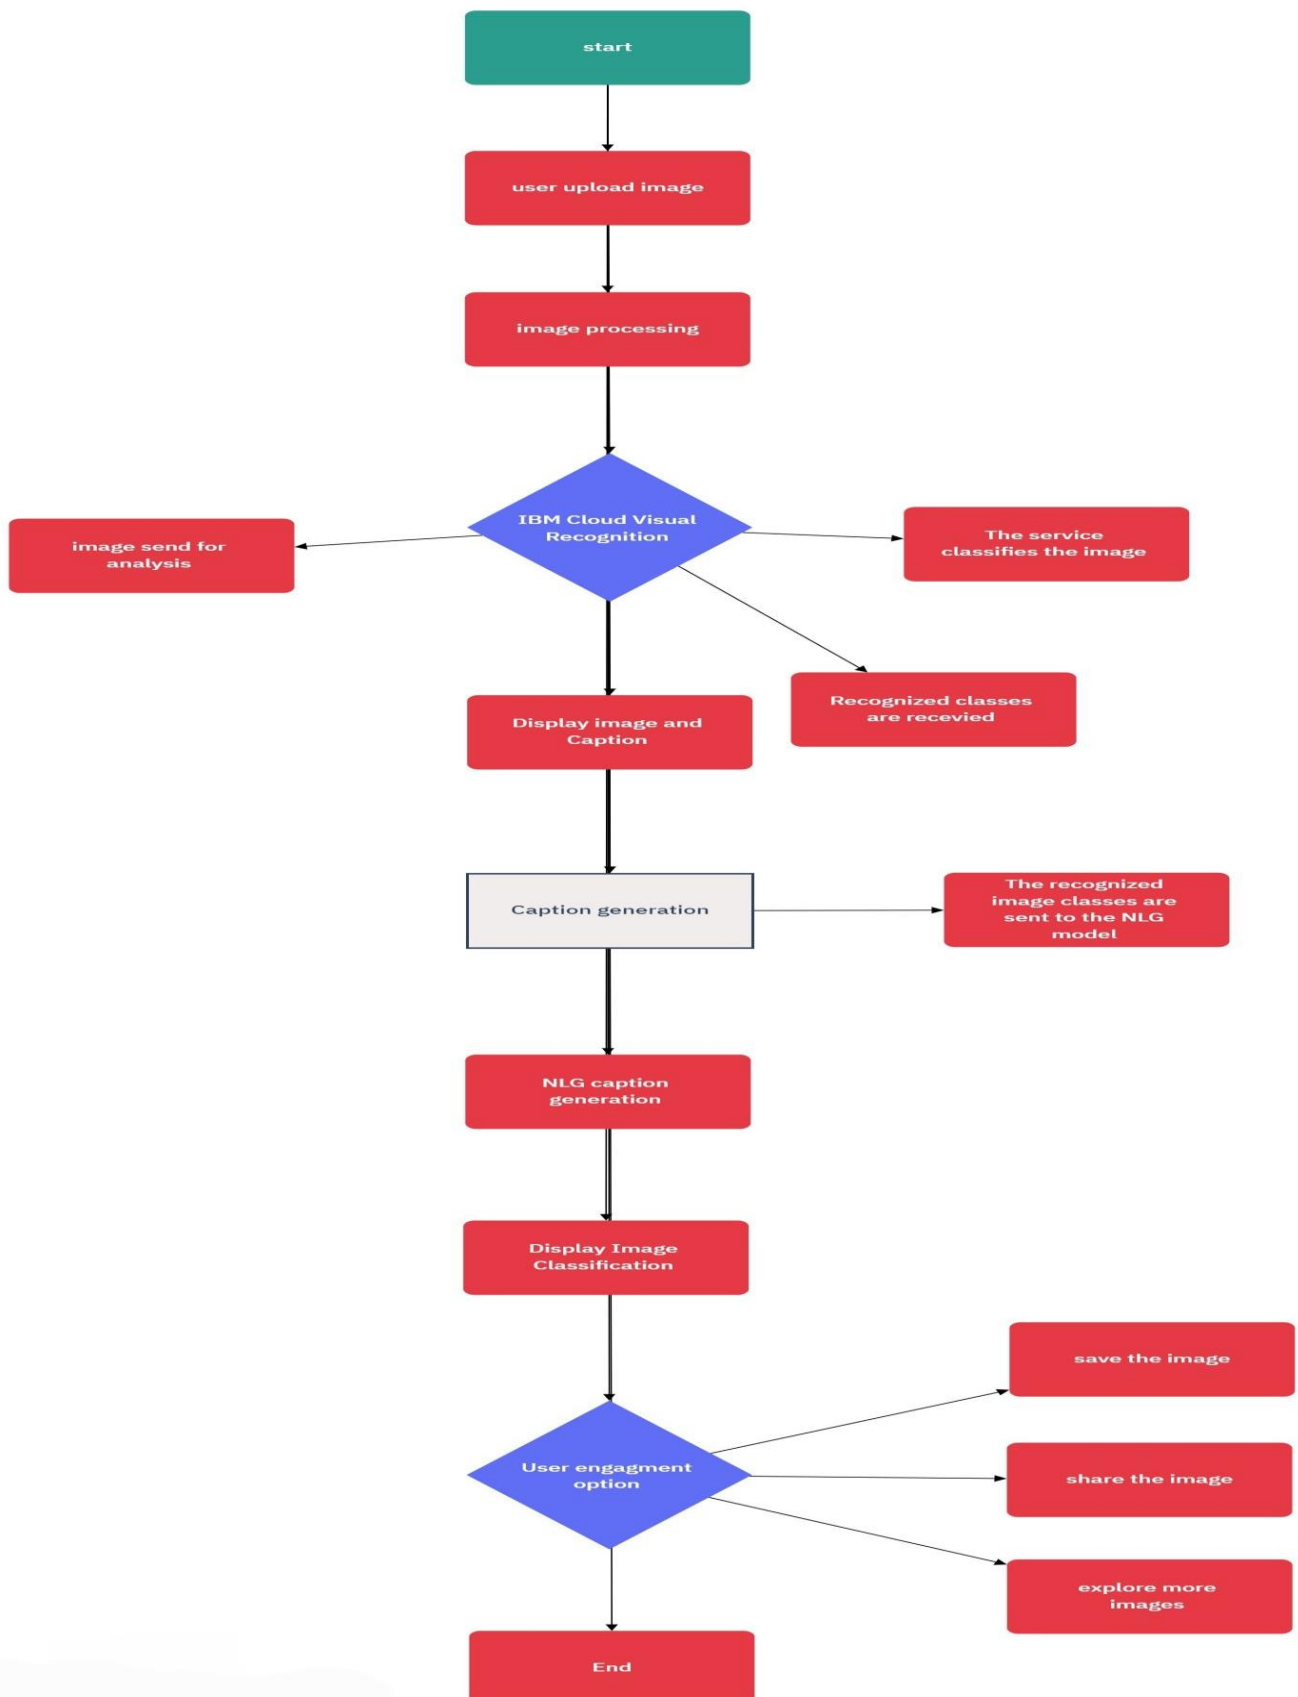 start
user upload image
image processing
IBM Cloud Visual
Recognition
image send for
analysis
The service
classifies the image
Recognized classes
are recevied
Display image and
Caption
Caption generation
The recognized
image classes are
sent to the NLG
model
NLG caption
generation
Display Image
Classification
User engagment
option
save the image
share the image
explore more
images
End